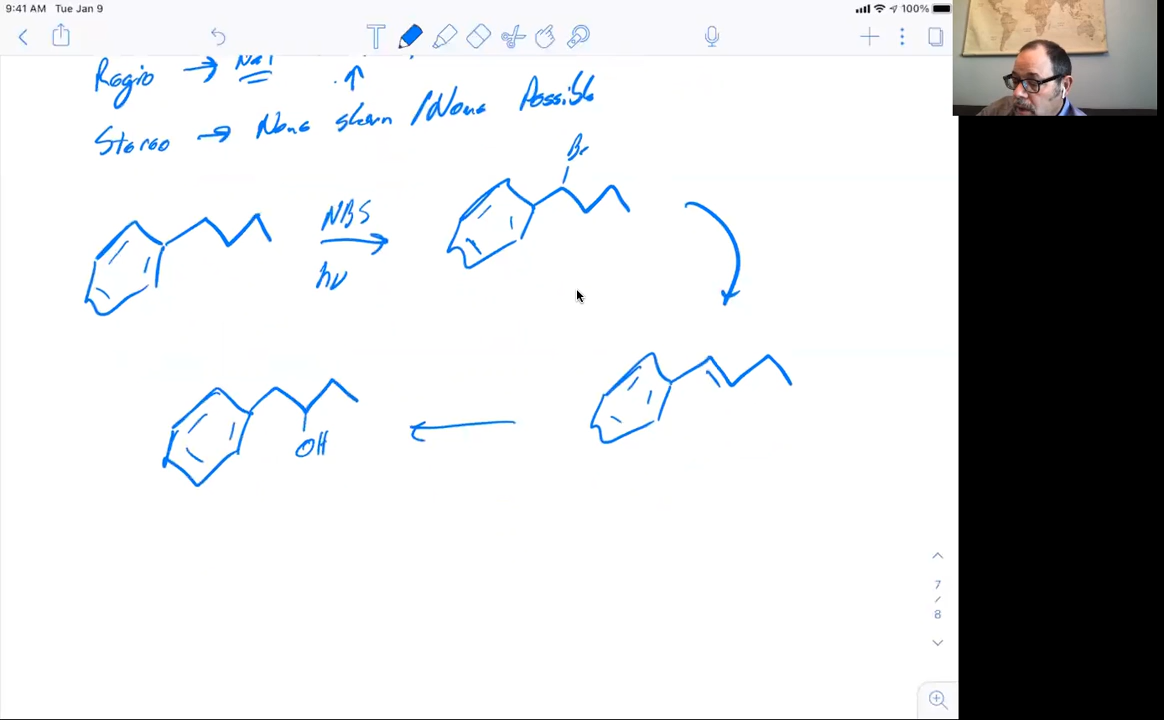 9:41 AM Tue Jan 9
100%
Regio →
Stereo → None shown / None Possible
Br
NBS
hν
OH
7
/
8